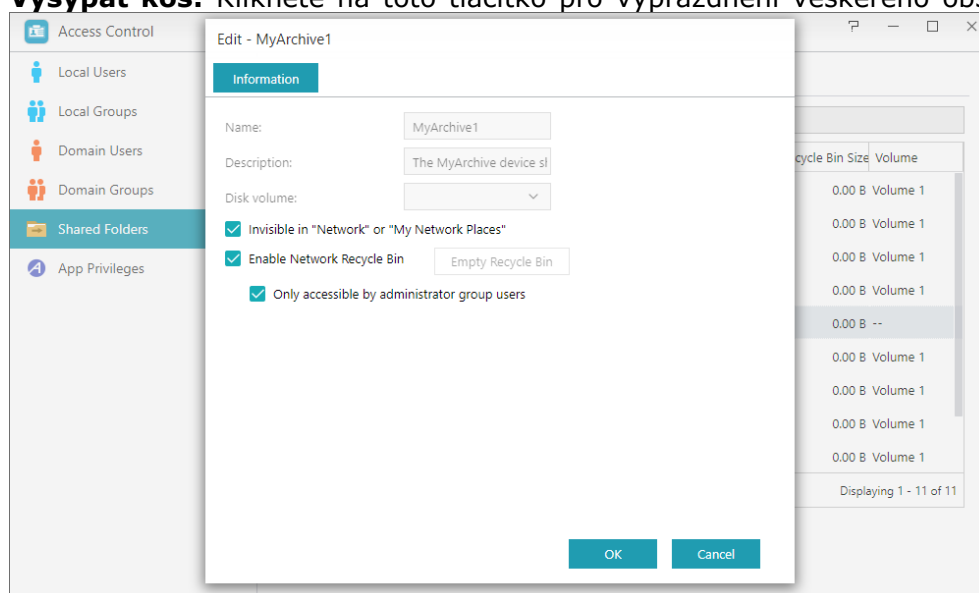 Vysypat koš: Kliknete na toto tlačítko pro vyprázdnění veškerého obs
Access Control
Local Users
Local Groups
Domain Users
Domain Groups
Shared Folders
App Privileges
Edit - MyArchive1
Information
Name: MyArchive1
Description: The MyArchive device sl
Disk volume:
Invisible in "Network" or "My Network Places"
Enable Network Recycle Bin Empty Recycle Bin
Only accessible by administrator group users
OK Cancel
cycle Bin Size Volume
0.00 B Volume 1
0.00 B Volume 1
0.00 B Volume 1
0.00 B Volume 1
0.00 B --
0.00 B Volume 1
0.00 B Volume 1
0.00 B Volume 1
0.00 B Volume 1
Displaying 1 - 11 of 11